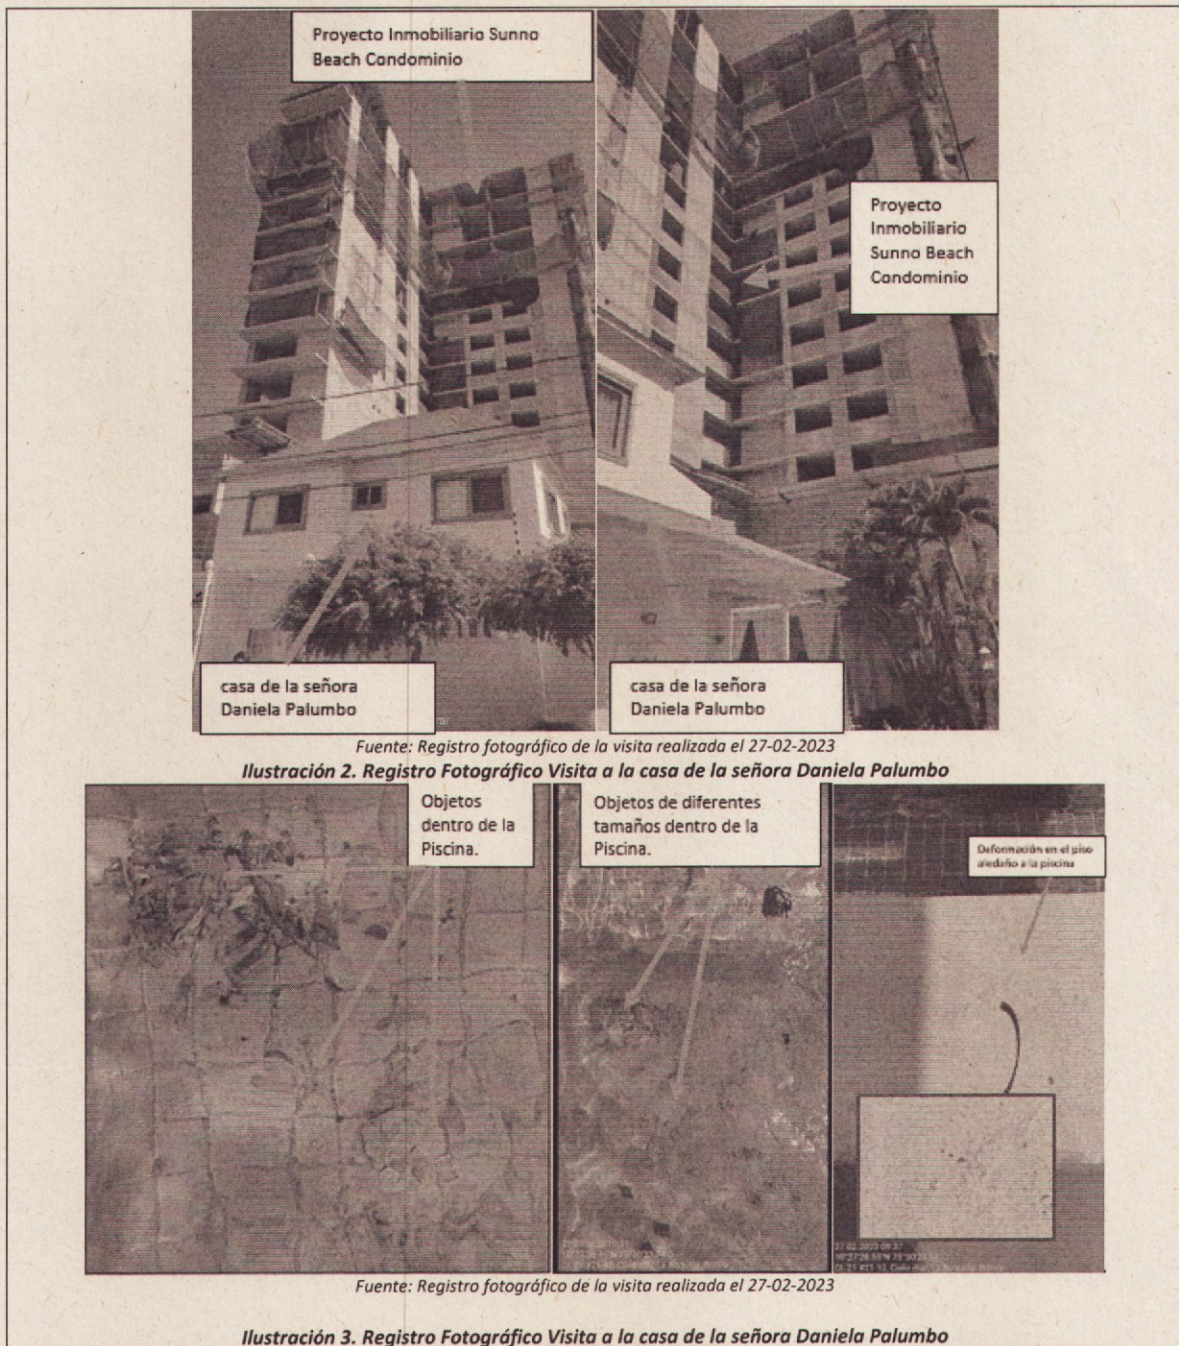 Proyecto Inmobiliario Sunno
Beach Condominio
Proyecto
Inmobiliario
Sunno Beach
Condominio
casa de la señora
Daniela Palumbo
casa de la señora
Daniela Palumbo
Fuente: Registro fotográfico de la visita realizada el 27-02-2023
Ilustración 2. Registro Fotográfico Visita a la casa de la señora Daniela Palumbo
Objetos
dentro de la
Piscina.
Objetos de diferentes
tamaños dentro de la
Piscina.
Deformación en el piso
aledaño a la piscina
27.02.2023
Fuente: Registro fotográfico de la visita realizada el 27-02-2023
Ilustración 3. Registro Fotográfico Visita a la casa de la señora Daniela Palumbo